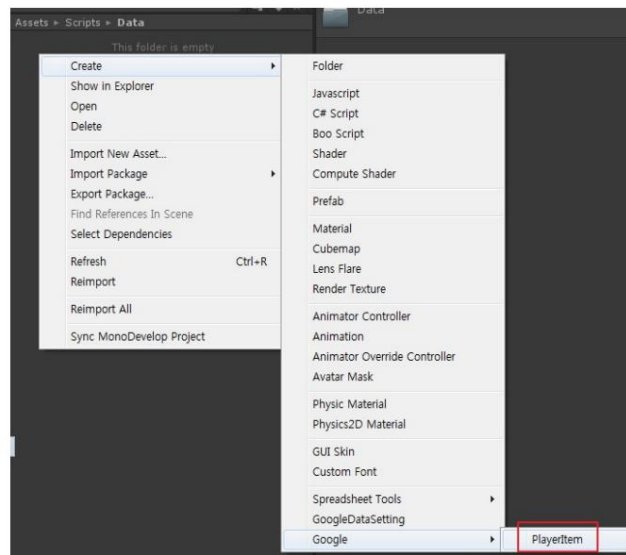 Data
Assets ▸ Scripts ▸ Data
This folder is empty
Create
Show in Explorer
Open
Delete
Import New Asset...
Import Package
Export Package...
Find References In Scene
Select Dependencies
Refresh Ctrl+R
Reimport
Reimport All
Sync MonoDevelop Project
Folder
Javascript
C# Script
Boo Script
Shader
Compute Shader
Prefab
Material
Cubemap
Lens Flare
Render Texture
Animator Controller
Animation
Animator Override Controller
Avatar Mask
Physic Material
Physics2D Material
GUI Skin
Custom Font
Spreadsheet Tools
GoogleDataSetting
Google
PlayerItem